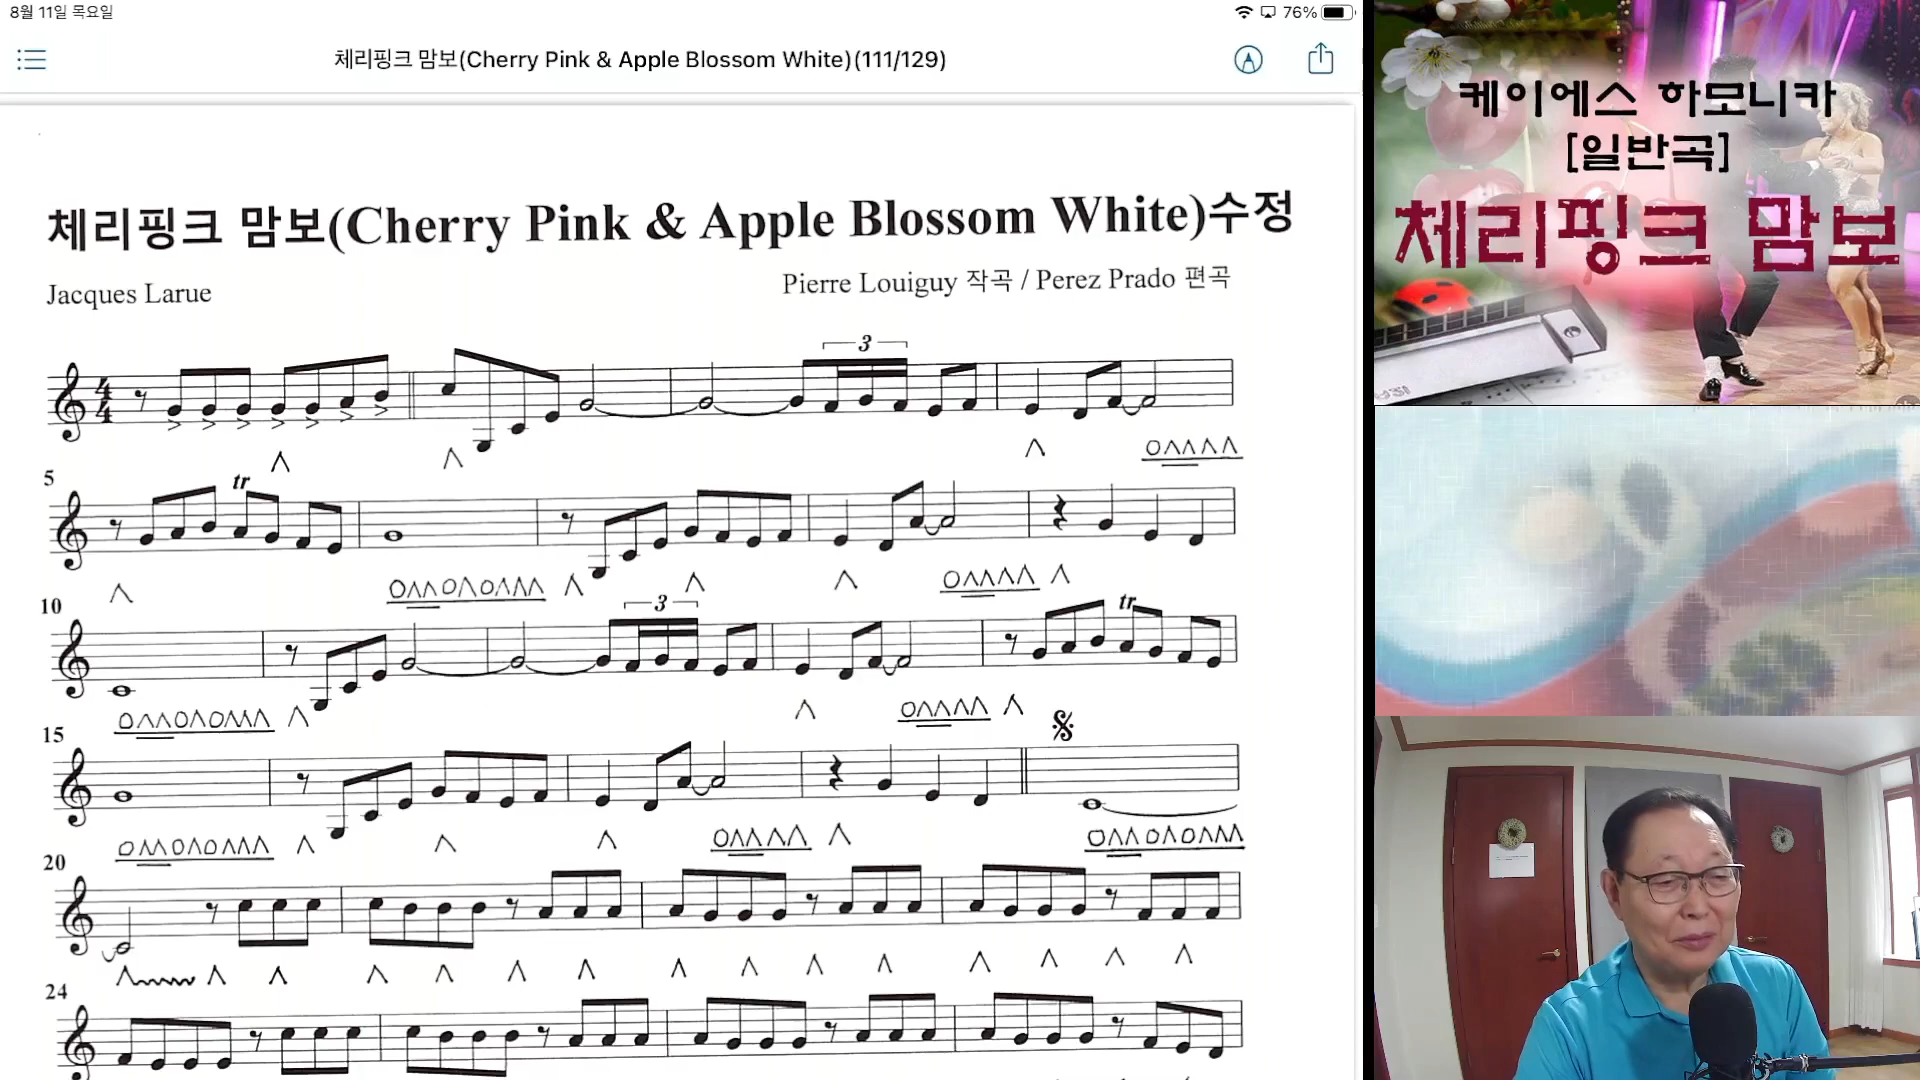 8월 11일 목요일
76%
체리핑크 맘보(Cherry Pink & Apple Blossom White)(111/129)
체리핑크 맘보(Cherry Pink & Apple Blossom White)수정
Jacques Larue
Pierre Louiguy 작곡 / Perez Prado 편곡
3
4
4
5
tr
10
3
tr
15
20
24
케이에스 하모니카
[일반곡]
체리핑크 맘보